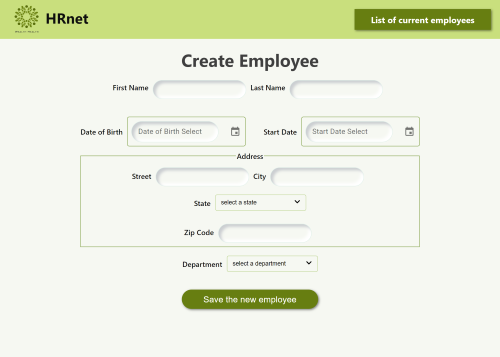 HRnet
List of current employees
Create Employee
First Name Last Name
Date of Birth Date of Birth Select Start Date Start Date Select
Address
Street City
State select a state
Zip Code
Department select a department
Save the new employee